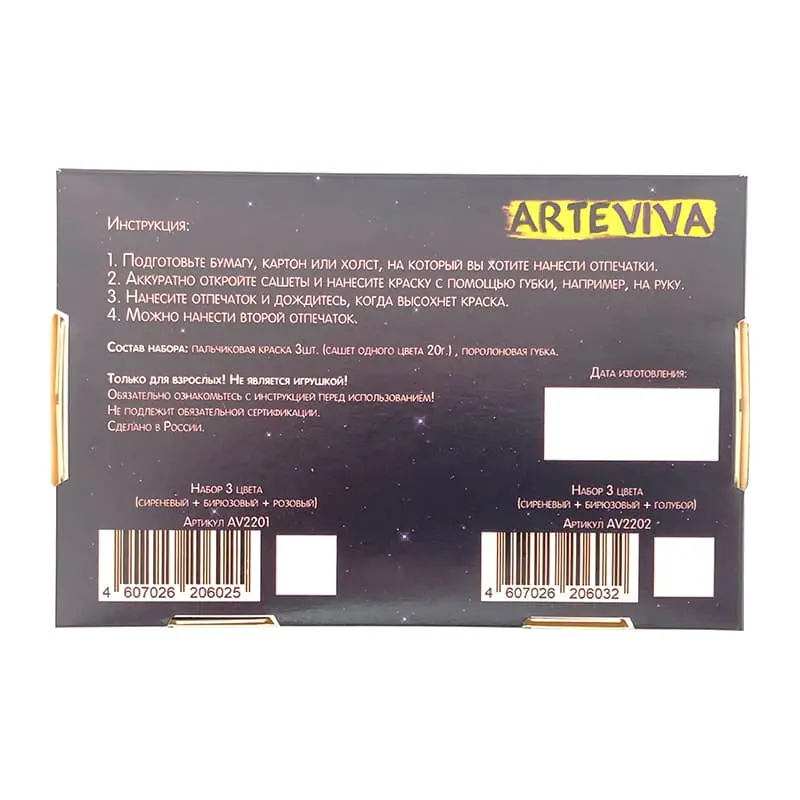 ARTEVIVA
Инструкция:
1. Подготовьте бумагу, картон или холст, на который вы хотите нанести отпечатки.
2. Аккуратно откройте сашеты и нанесите краску с помощью губки, например, на руку.
3. Нанесите отпечаток и дождитесь, когда высохнет краска.
4. Можно нанести второй отпечаток.
Состав набора: пальчиковая краска 3шт. (сашет одного цвета 20г.) , поролоновая губка.
Только для взрослых! Не является игрушкой!
Обязательно ознакомьтесь с инструкцией перед использованием!
Не подлежит обязательной сертификации.
Сделано в России.
Дата изготовления:
Набор 3 цвета
(сиреневый + бирюзовый + розовый)
Артикул AV2201
4 607026 206025
Набор 3 цвета
(сиреневый + бирюзовый + голубой)
Артикул AV2202
4 607026 206032